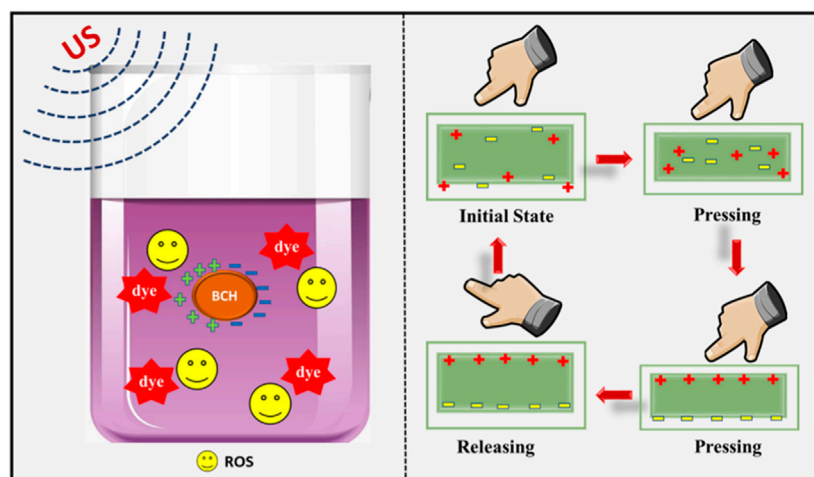 US
dye
dye
BCH
dye
dye
ROS
Initial State
Pressing
Releasing
Pressing